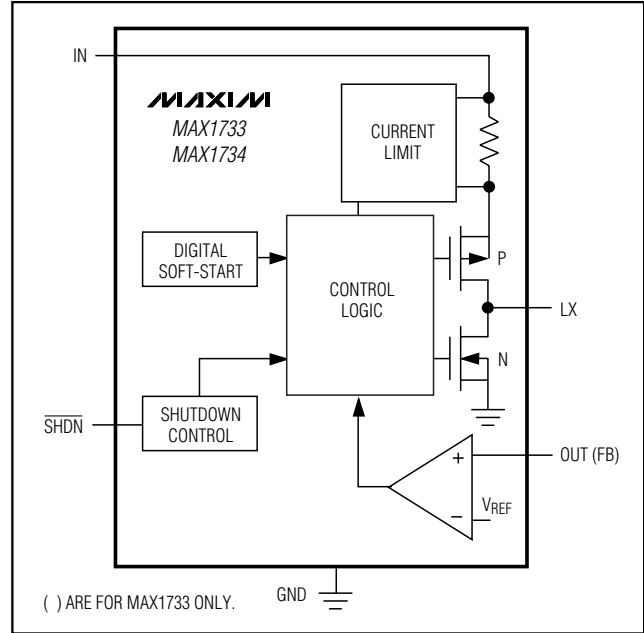 IN
MAXIM
MAX1733
MAX1734
CURRENT
LIMIT
DIGITAL
SOFT-START
CONTROL
LOGIC
P
LX
N
SHDN
SHUTDOWN
CONTROL
+
OUT (FB)
VREF
−
GND
( ) ARE FOR MAX1733 ONLY.